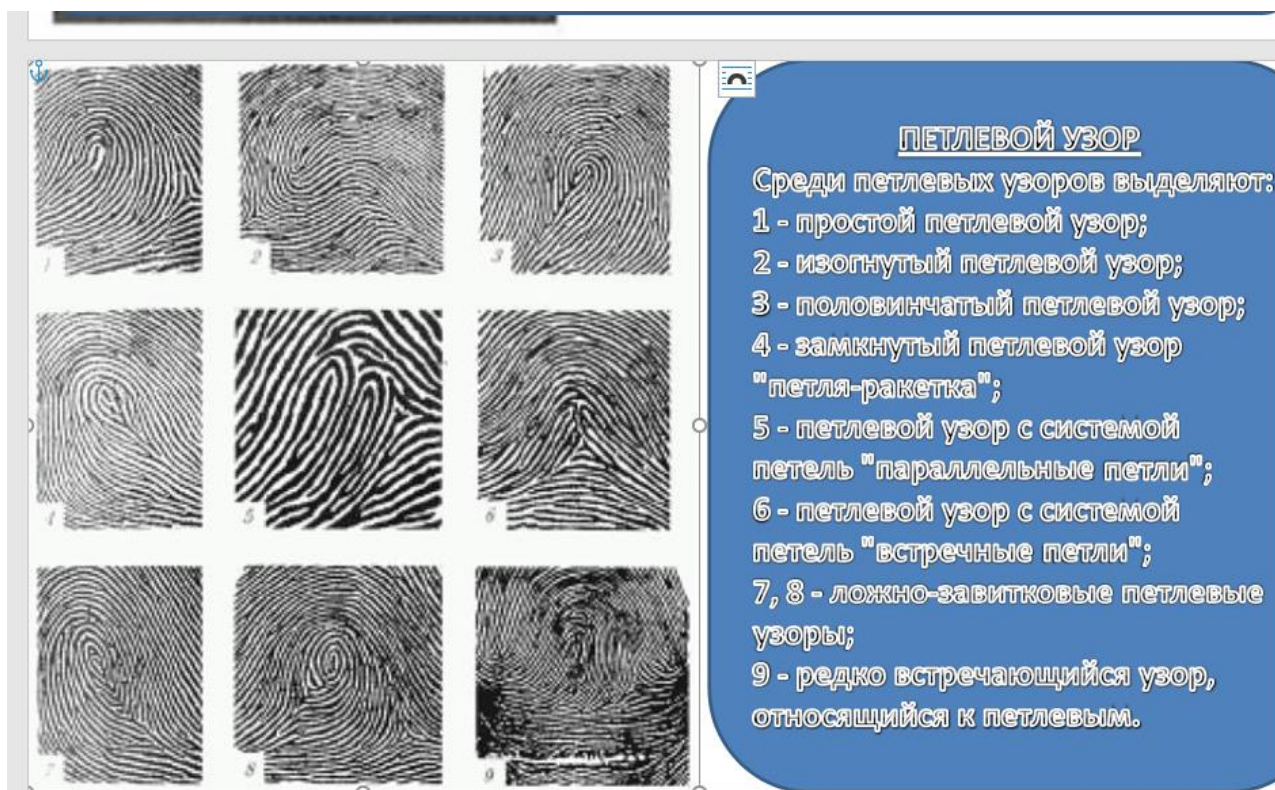 ПЕТЛЕВОЙ УЗОР
Среди петлевых узоров выделяют:
1 - простой петлевой узор;
2 - изогнутый петлевой узор;
3 - половинчатый петлевой узор;
4 - замкнутый петлевой узор
"петля-ракетка";
5 - петлевой узор с системой
петель "параллельные петли";
6 - петлевой узор с системой
петель "встречные петли";
7, 8 - ложно-завитковые петлевые
узоры;
9 - редко встречающийся узор,
относящийся к петлевым.
1
2
3
4
5
6
7
8
9